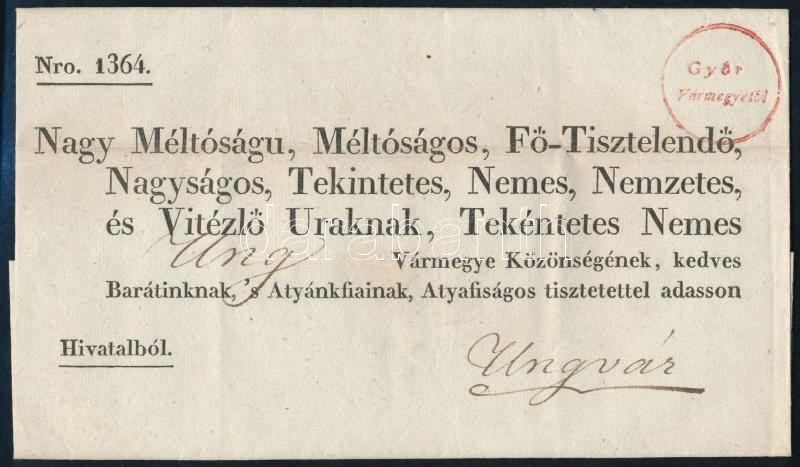 Nro. 1364.
Győr
Vármegyétől
Nagy Méltóságu, Méltóságos, Fő-Tisztelendő,
Nagyságos, Tekintetes, Nemes, Nemzetes,
és Vitézlő Uraknak, Tekéntetes Nemes
Ung Vármegye Közönségének, kedves
Barátinknak, 's Atyánkfiainak, Atyafiságos tisztetettel adasson
Hivatalból.
Ungvár
darabanth